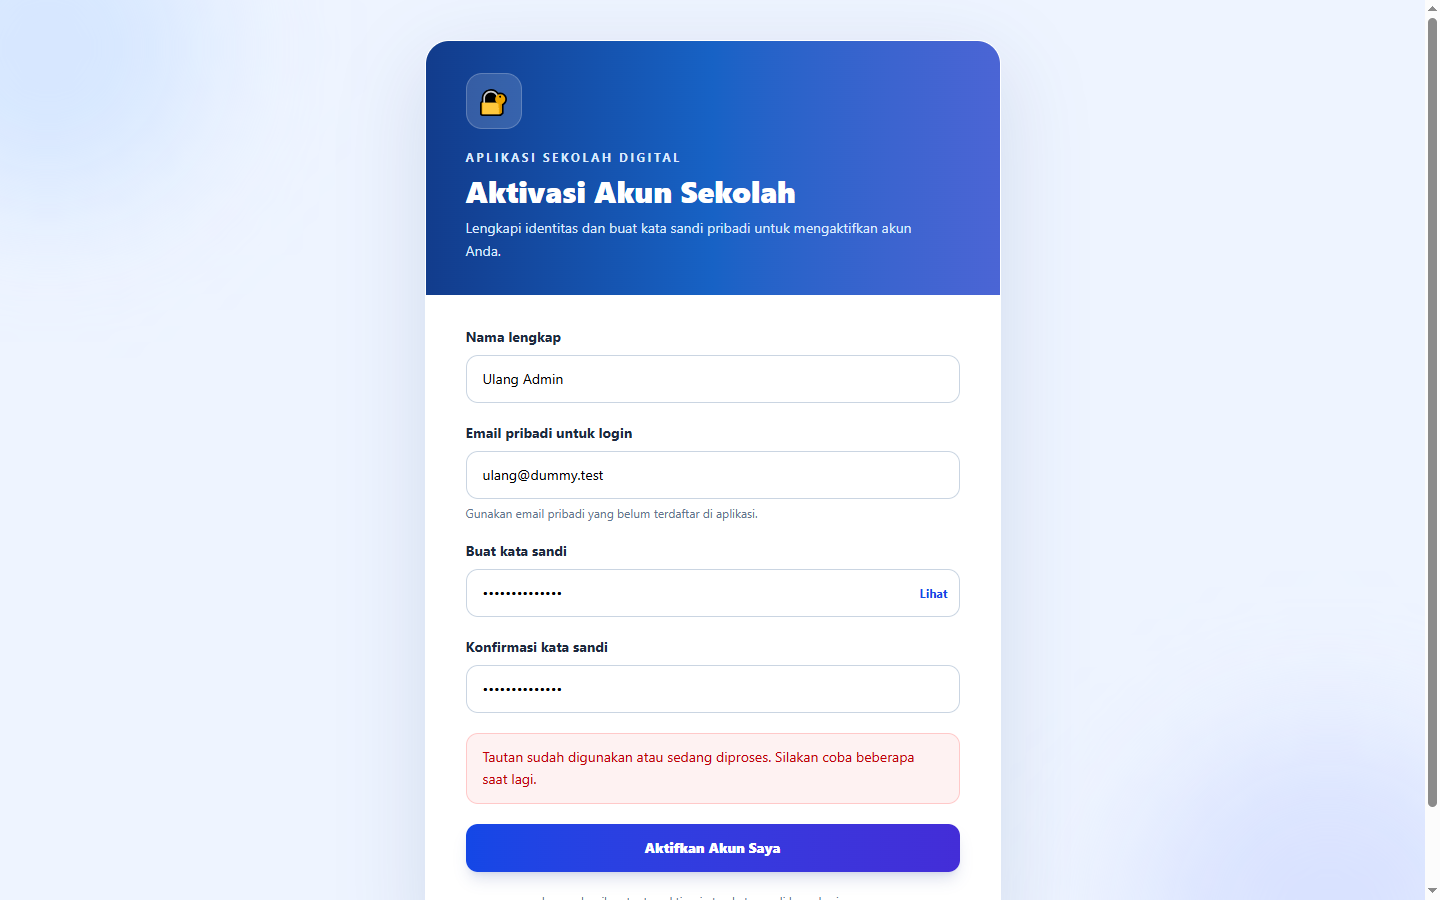 APLIKASI SEKOLAH DIGITAL
Aktivasi Akun Sekolah
Lengkapi identitas dan buat kata sandi pribadi untuk mengaktifkan akun
Anda.
Nama lengkap
Ulang Admin
Email pribadi untuk login
ulang@dummy.test
Gunakan email pribadi yang belum terdaftar di aplikasi.
Buat kata sandi
••••••••••••••
Lihat
Konfirmasi kata sandi
••••••••••••••
Tautan sudah digunakan atau sedang diproses. Silakan coba beberapa
saat lagi.
Aktifkan Akun Saya